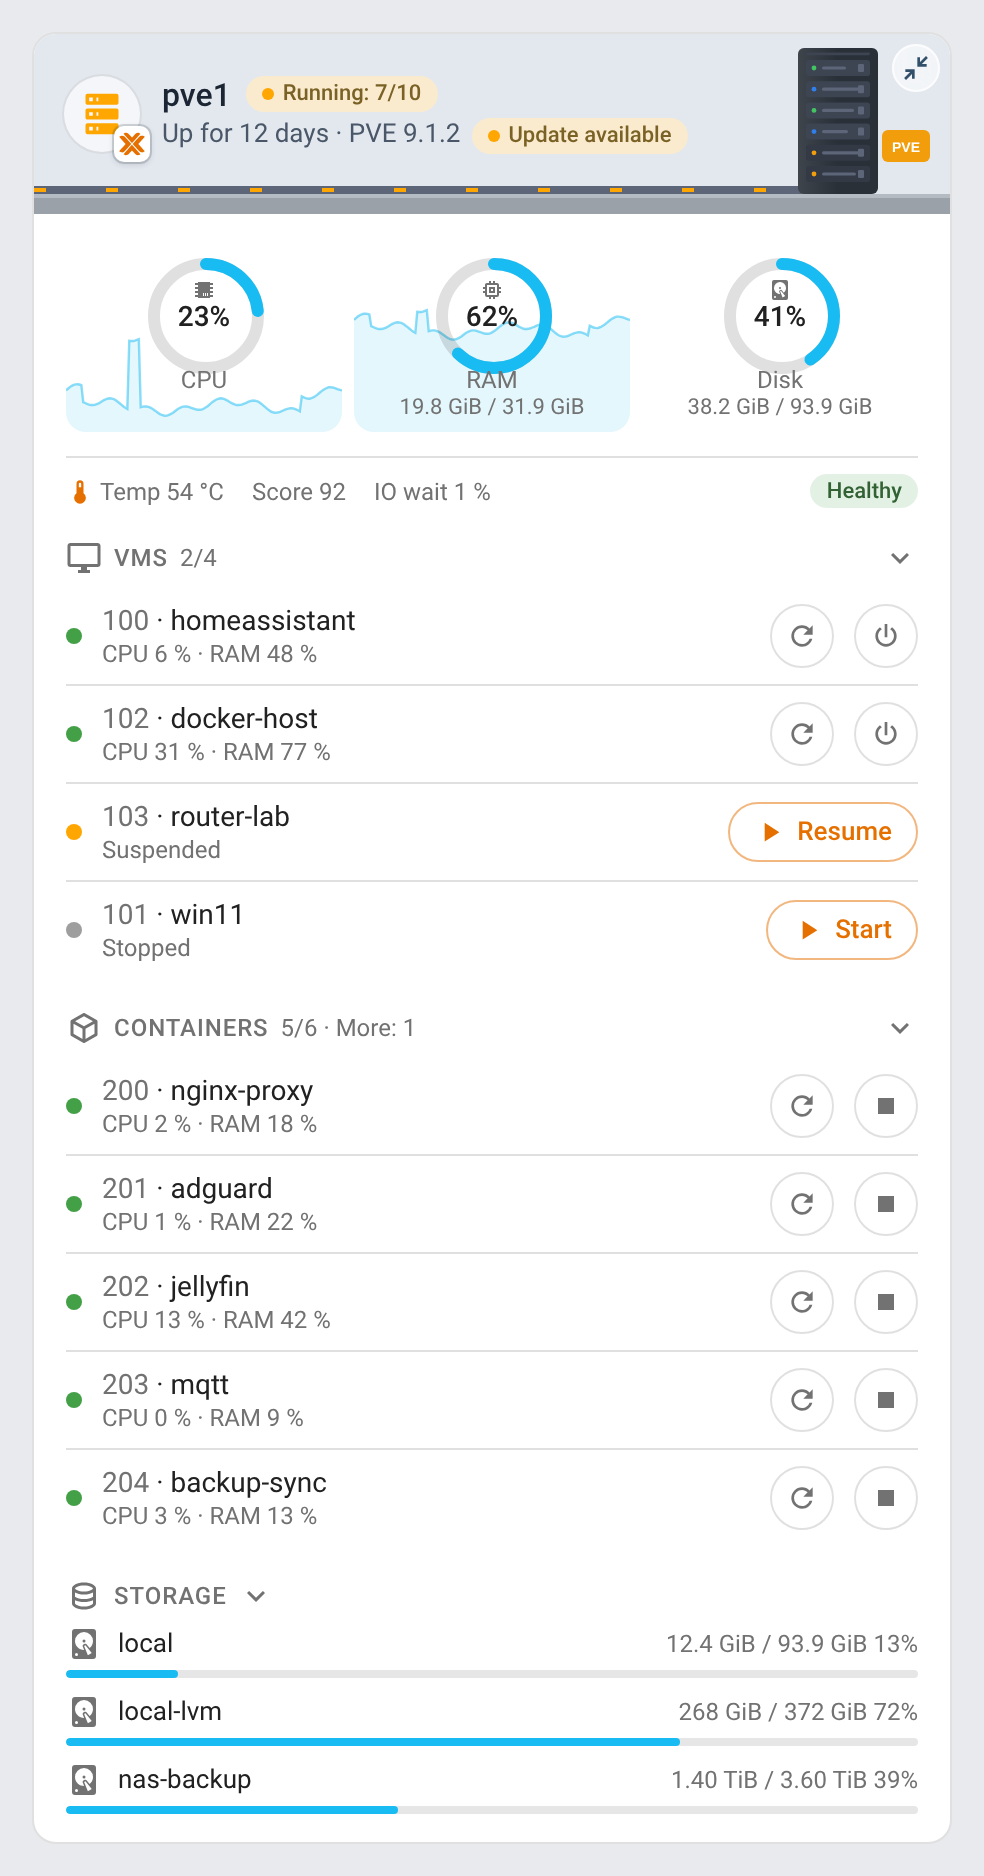 pve1 Running: 7/10
Up for 12 days · PVE 9.1.2 Update available
PVE
23%
CPU
62%
RAM
19.8 GiB / 31.9 GiB
41%
Disk
38.2 GiB / 93.9 GiB
Temp 54 °C Score 92 IO wait 1 % Healthy
VMS 2/4
100 · homeassistant
CPU 6 % · RAM 48 %
102 · docker-host
CPU 31 % · RAM 77 %
103 · router-lab
Suspended
Resume
101 · win11
Stopped
Start
CONTAINERS 5/6 · More: 1
200 · nginx-proxy
CPU 2 % · RAM 18 %
201 · adguard
CPU 1 % · RAM 22 %
202 · jellyfin
CPU 13 % · RAM 42 %
203 · mqtt
CPU 0 % · RAM 9 %
204 · backup-sync
CPU 3 % · RAM 13 %
STORAGE
local 12.4 GiB / 93.9 GiB 13%
local-lvm 268 GiB / 372 GiB 72%
nas-backup 1.40 TiB / 3.60 TiB 39%